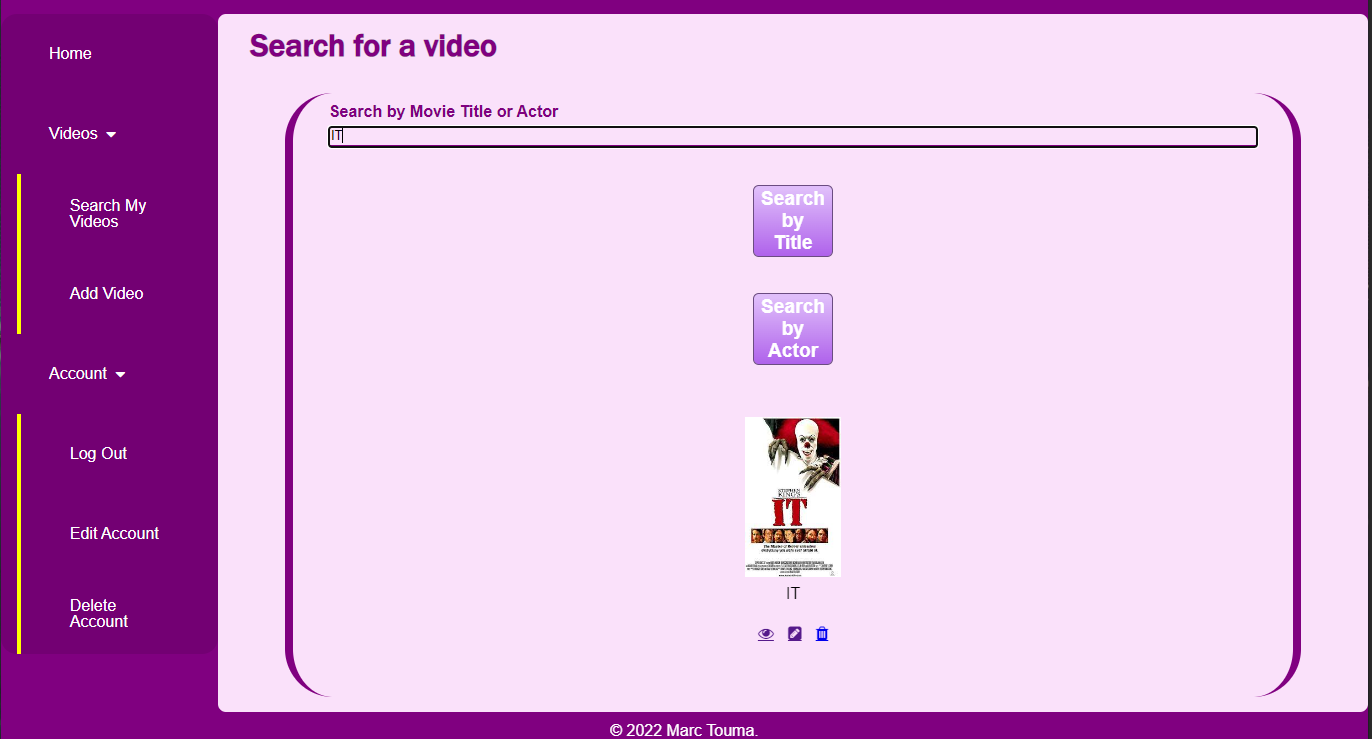 Home
Videos
Search My
Videos
Add Video
Account
Log Out
Edit Account
Delete
Account
Search for a video
Search by Movie Title or Actor
IT
Search
by
Title
Search
by
Actor
STEPHEN
KING'S
IT
IT
© 2022 Marc Touma.